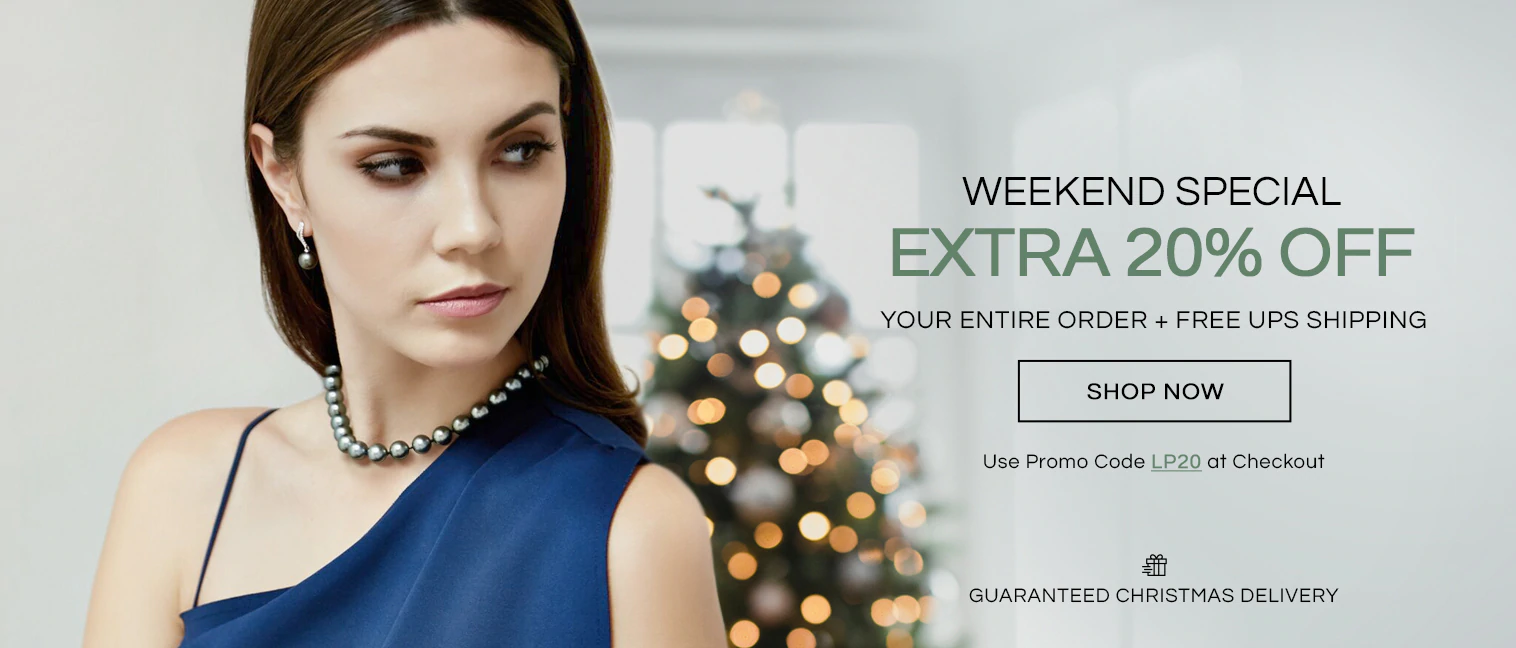 WEEKEND SPECIAL
EXTRA 20% OFF
YOUR ENTIRE ORDER + FREE UPS SHIPPING
SHOP NOW
Use Promo Code LP20 at Checkout
GUARANTEED CHRISTMAS DELIVERY